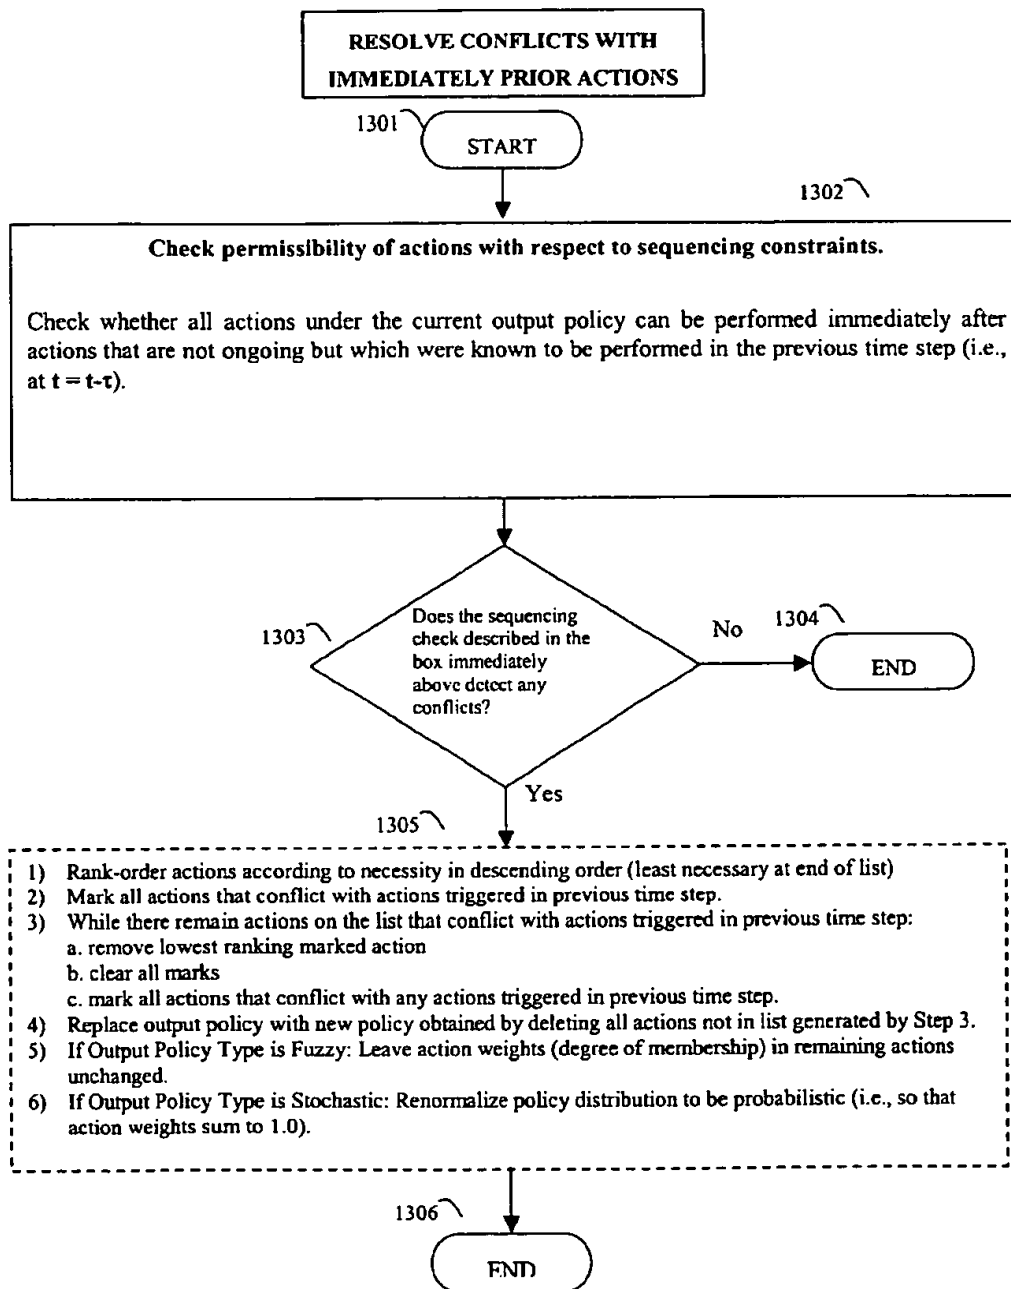 RESOLVE CONFLICTS WITH
IMMEDIATELY PRIOR ACTIONS
1301
START
1302
Check permissibility of actions with respect to sequencing constraints.
Check whether all actions under the current output policy can be performed immediately after
actions that are not ongoing but which were known to be performed in the previous time step (i.e.,
at t = t-τ).
1303
Does the sequencing
check described in the
box immediately
above detect any
conflicts?
No
1304
END
Yes
1305
1) Rank-order actions according to necessity in descending order (least necessary at end of list)
2) Mark all actions that conflict with actions triggered in previous time step.
3) While there remain actions on the list that conflict with actions triggered in previous time step:
a. remove lowest ranking marked action
b. clear all marks
c. mark all actions that conflict with any actions triggered in previous time step.
4) Replace output policy with new policy obtained by deleting all actions not in list generated by Step 3.
5) If Output Policy Type is Fuzzy: Leave action weights (degree of membership) in remaining actions
unchanged.
6) If Output Policy Type is Stochastic: Renormalize policy distribution to be probabilistic (i.e., so that
action weights sum to 1.0).
1306
END